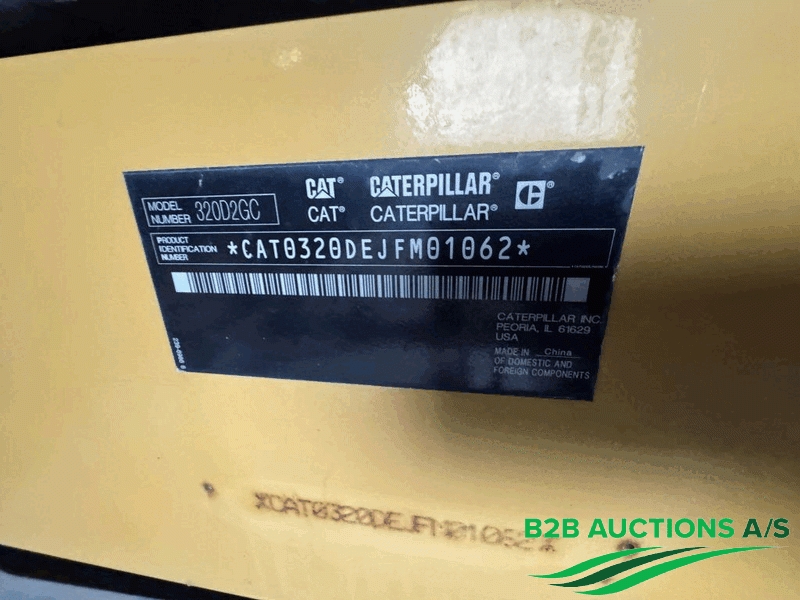 MODEL NUMBER 320D2GC
CAT® CATERPILLAR®
CAT® CATERPILLAR®
PRODUCT IDENTIFICATION NUMBER *CAT0320DEJFM01062*
CATERPILLAR INC.
PEORIA, IL 61629
USA
MADE IN China
OF DOMESTIC AND
FOREIGN COMPONENTS
*CAT0320DEJFM01062*
B2B AUCTIONS A/S